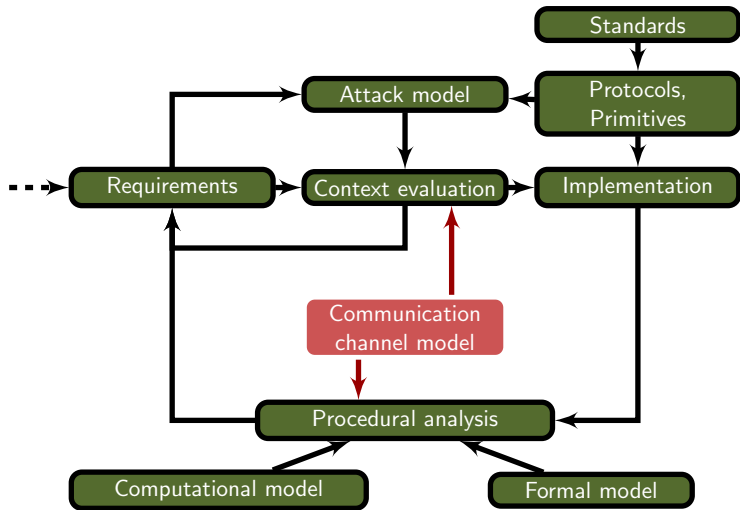 Standards
Attack model
Protocols,
Primitives
Requirements
Context evaluation
Implementation
Communication
channel model
Procedural analysis
Computational model
Formal model